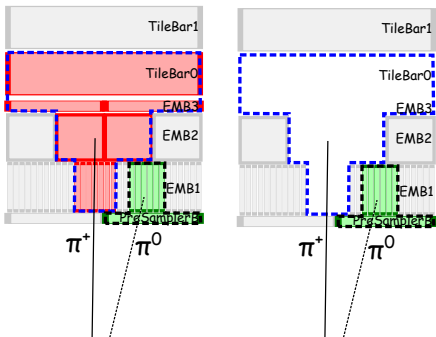 TileBar1
TileBar0
EMB3
EMB2
EMB1
PreSamplerB
π+
π0
TileBar1
TileBar0
EMB3
EMB2
EMB1
PreSamplerB
π+
π0